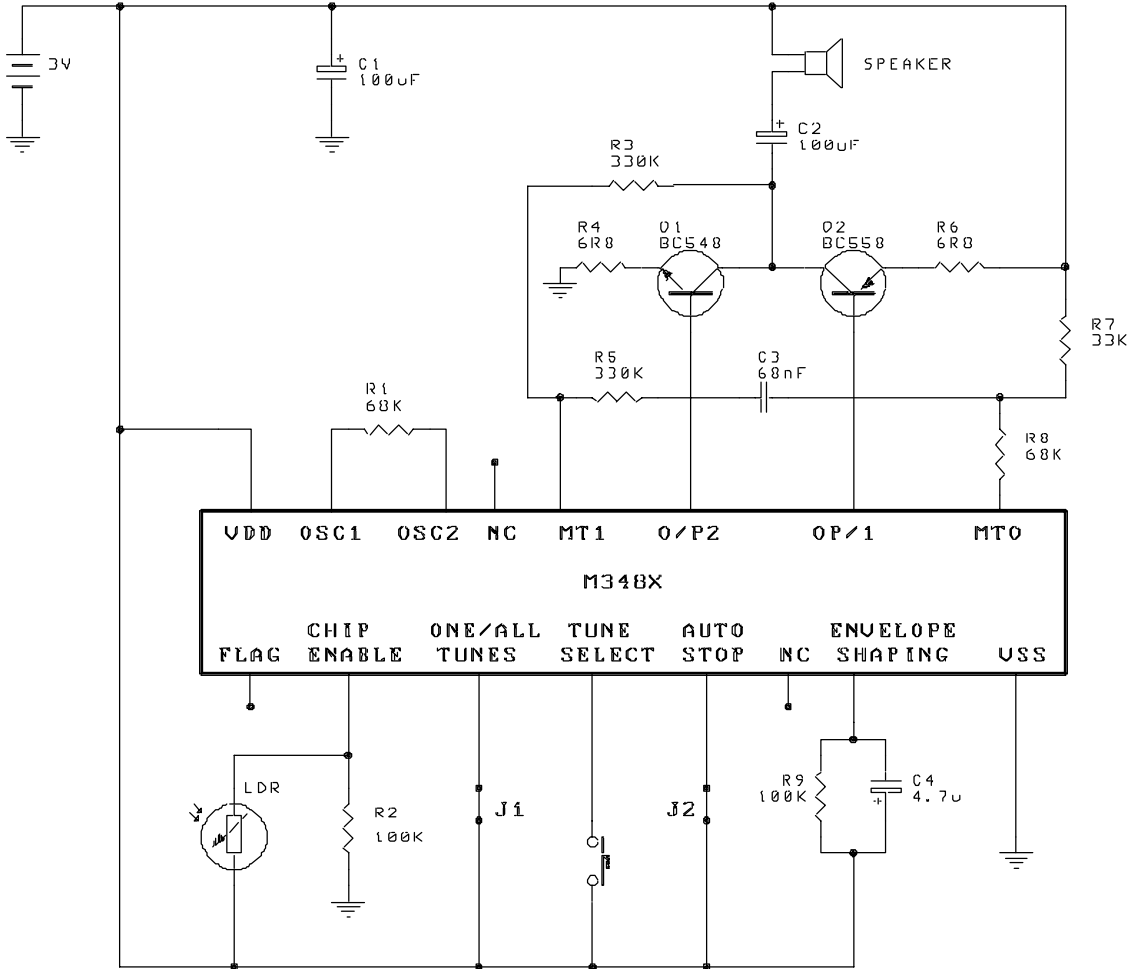 3V
C1
100uF
SPEAKER
C2
100uF
R3
330K
R4
6R8
Q1
BC548
Q2
BC558
R6
6R8
R7
33K
R5
330K
C3
68nF
R1
68K
R8
68K
VDD OSC1 OSC2 NC MT1 O/P2 OP/1 MTO
M348X
FLAG
CHIP
ENABLE
ONE/ALL
TUNES
TUNE
SELECT
AUTO
STOP
NC
ENVELOPE
SHAPING
VSS
LDR
R2
100K
J1
J2
R9
100K
C4
4.7u